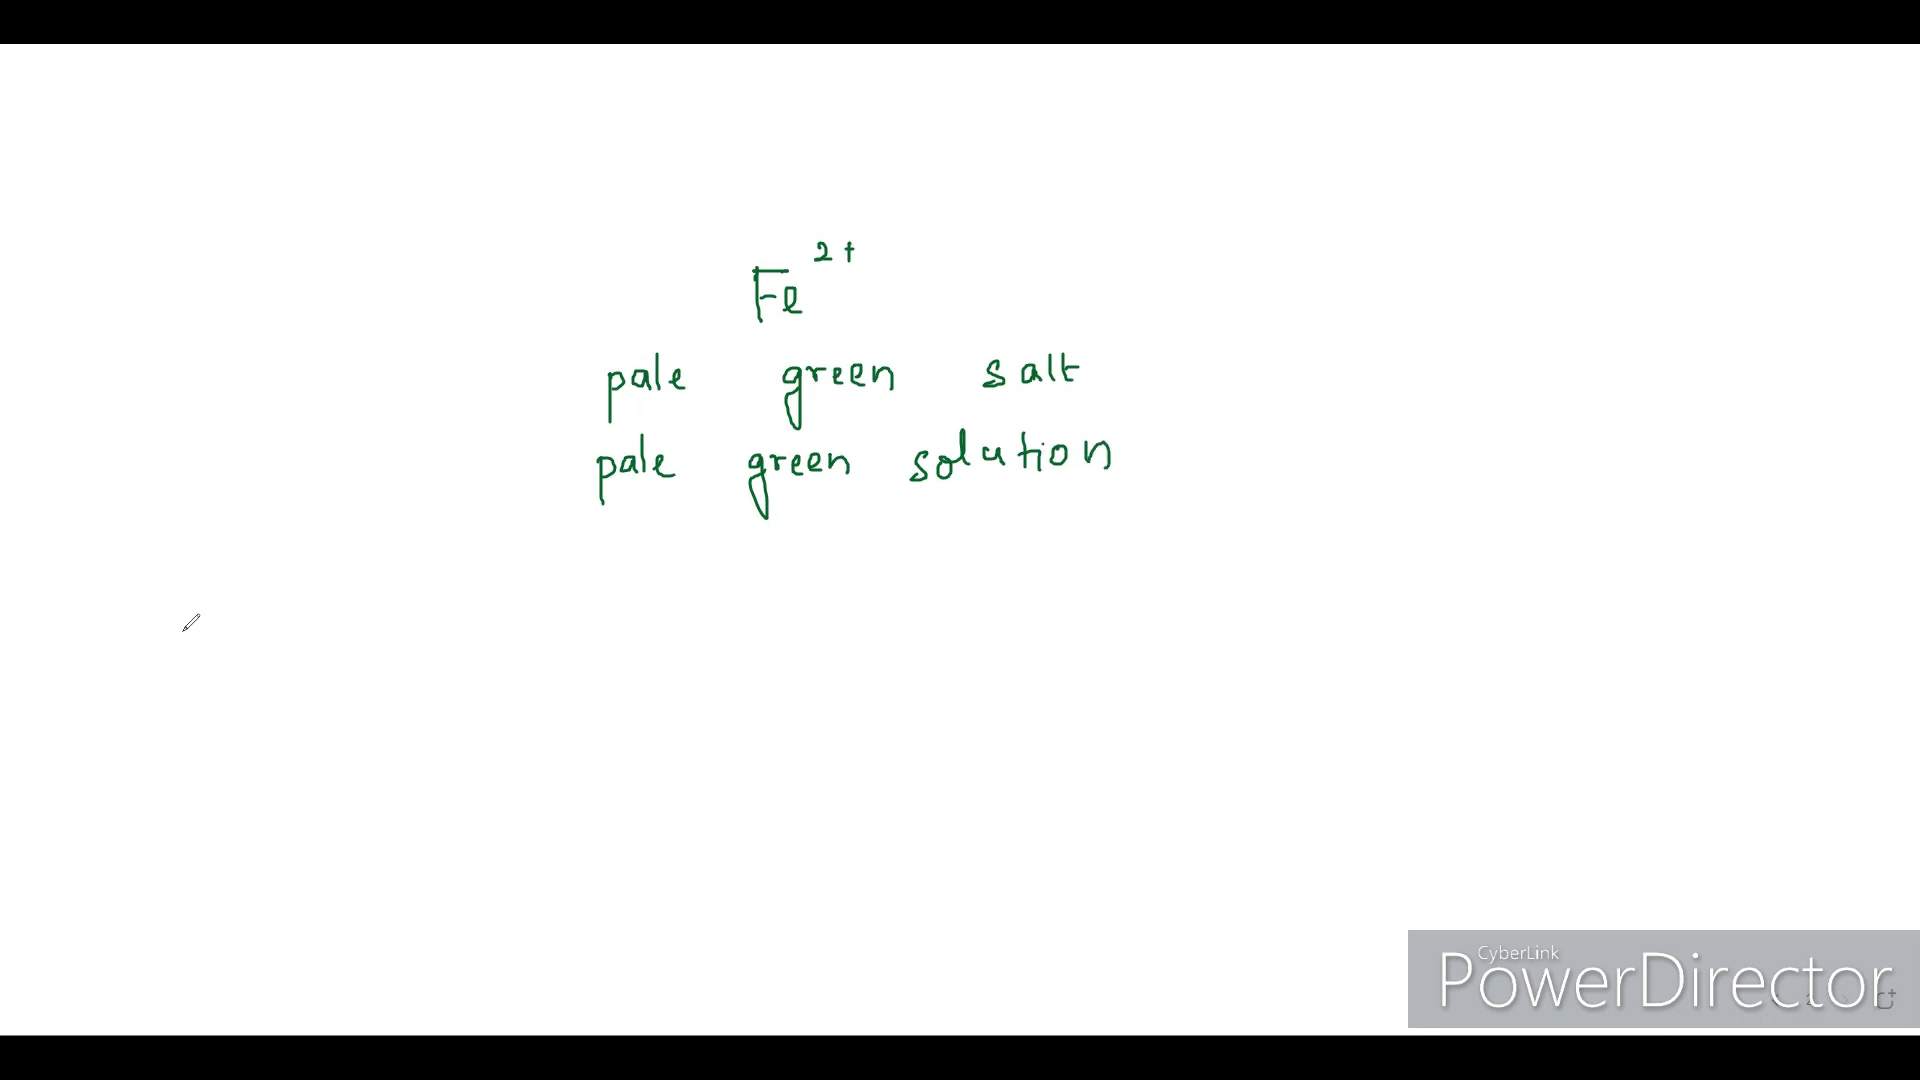 Fe²⁺
pale green salt
pale green solution
CyberLink
PowerDirector